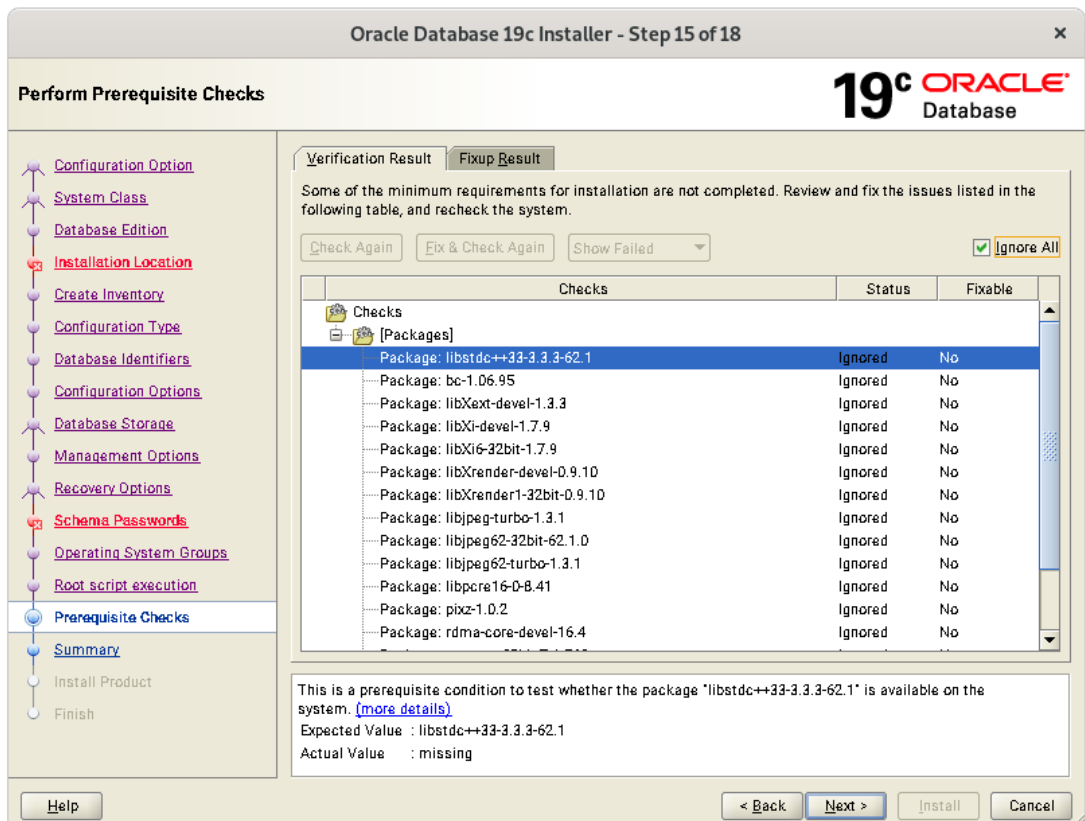 Oracle Database 19c Installer - Step 15 of 18
Perform Prerequisite Checks
19c ORACLE
Database
Configuration Option
System Class
Database Edition
Installation Location
Create Inventory
Configuration Type
Database Identifiers
Configuration Options
Database Storage
Management Options
Recovery Options
Schema Passwords
Operating System Groups
Root script execution
Prerequisite Checks
Summary
Install Product
Finish
Verification Result Fixup Result
Some of the minimum requirements for installation are not completed. Review and fix the issues listed in the
following table, and recheck the system.
Check Again Fix & Check Again Show Failed Ignore All
Checks Status Fixable
Checks
[Packages]
Package: libstdc++33-3.3.3-62.1 Ignored No
Package: bc-1.06.95 Ignored No
Package: libXext-devel-1.3.3 Ignored No
Package: libXi-devel-1.7.9 Ignored No
Package: libXi6-32bit-1.7.9 Ignored No
Package: libXrender-devel-0.9.10 Ignored No
Package: libXrender1-32bit-0.9.10 Ignored No
Package: libjpeg-turbo-1.3.1 Ignored No
Package: libjpeg62-32bit-62.1.0 Ignored No
Package: libjpeg62-turbo-1.3.1 Ignored No
Package: libpcre16-0-8.41 Ignored No
Package: pixz-1.0.2 Ignored No
Package: rdma-core-devel-16.4 Ignored No
This is a prerequisite condition to test whether the package "libstdc++33-3.3.3-62.1" is available on the
system. (more details)
Expected Value : libstdc++33-3.3.3-62.1
Actual Value : missing
Help < Back Next > Install Cancel